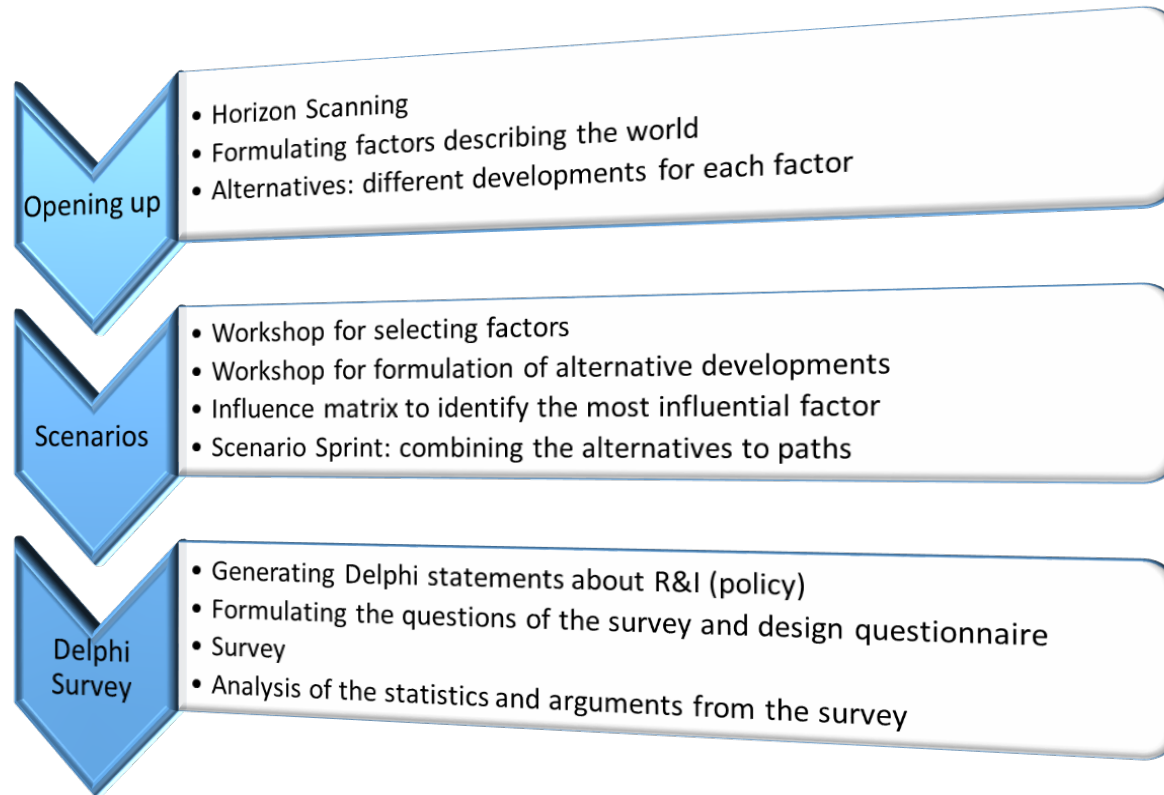 Opening up
• Horizon Scanning
• Formulating factors describing the world
• Alternatives: different developments for each factor
Scenarios
• Workshop for selecting factors
• Workshop for formulation of alternative developments
• Influence matrix to identify the most influential factor
• Scenario Sprint: combining the alternatives to paths
Delphi
Survey
• Generating Delphi statements about R&I (policy)
• Formulating the questions of the survey and design questionnaire
• Survey
• Analysis of the statistics and arguments from the survey